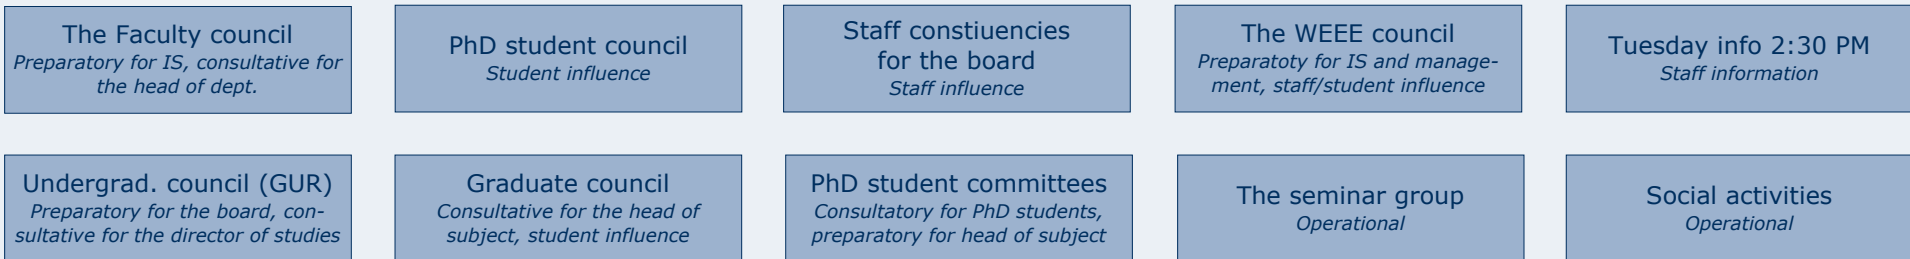 The Faculty council
Preparatory for IS, consultative for
the head of dept.
PhD student council
Student influence
Staff constiuencies
for the board
Staff influence
The WEEE council
Preparatoty for IS and manage-
ment, staff/student influence
Tuesday info 2:30 PM
Staff information
Undergrad. council (GUR)
Preparatory for the board, con-
sultative for the director of studies
Graduate council
Consultative for the head of
subject, student influence
PhD student committees
Consultatory for PhD students,
preparatory for head of subject
The seminar group
Operational
Social activities
Operational